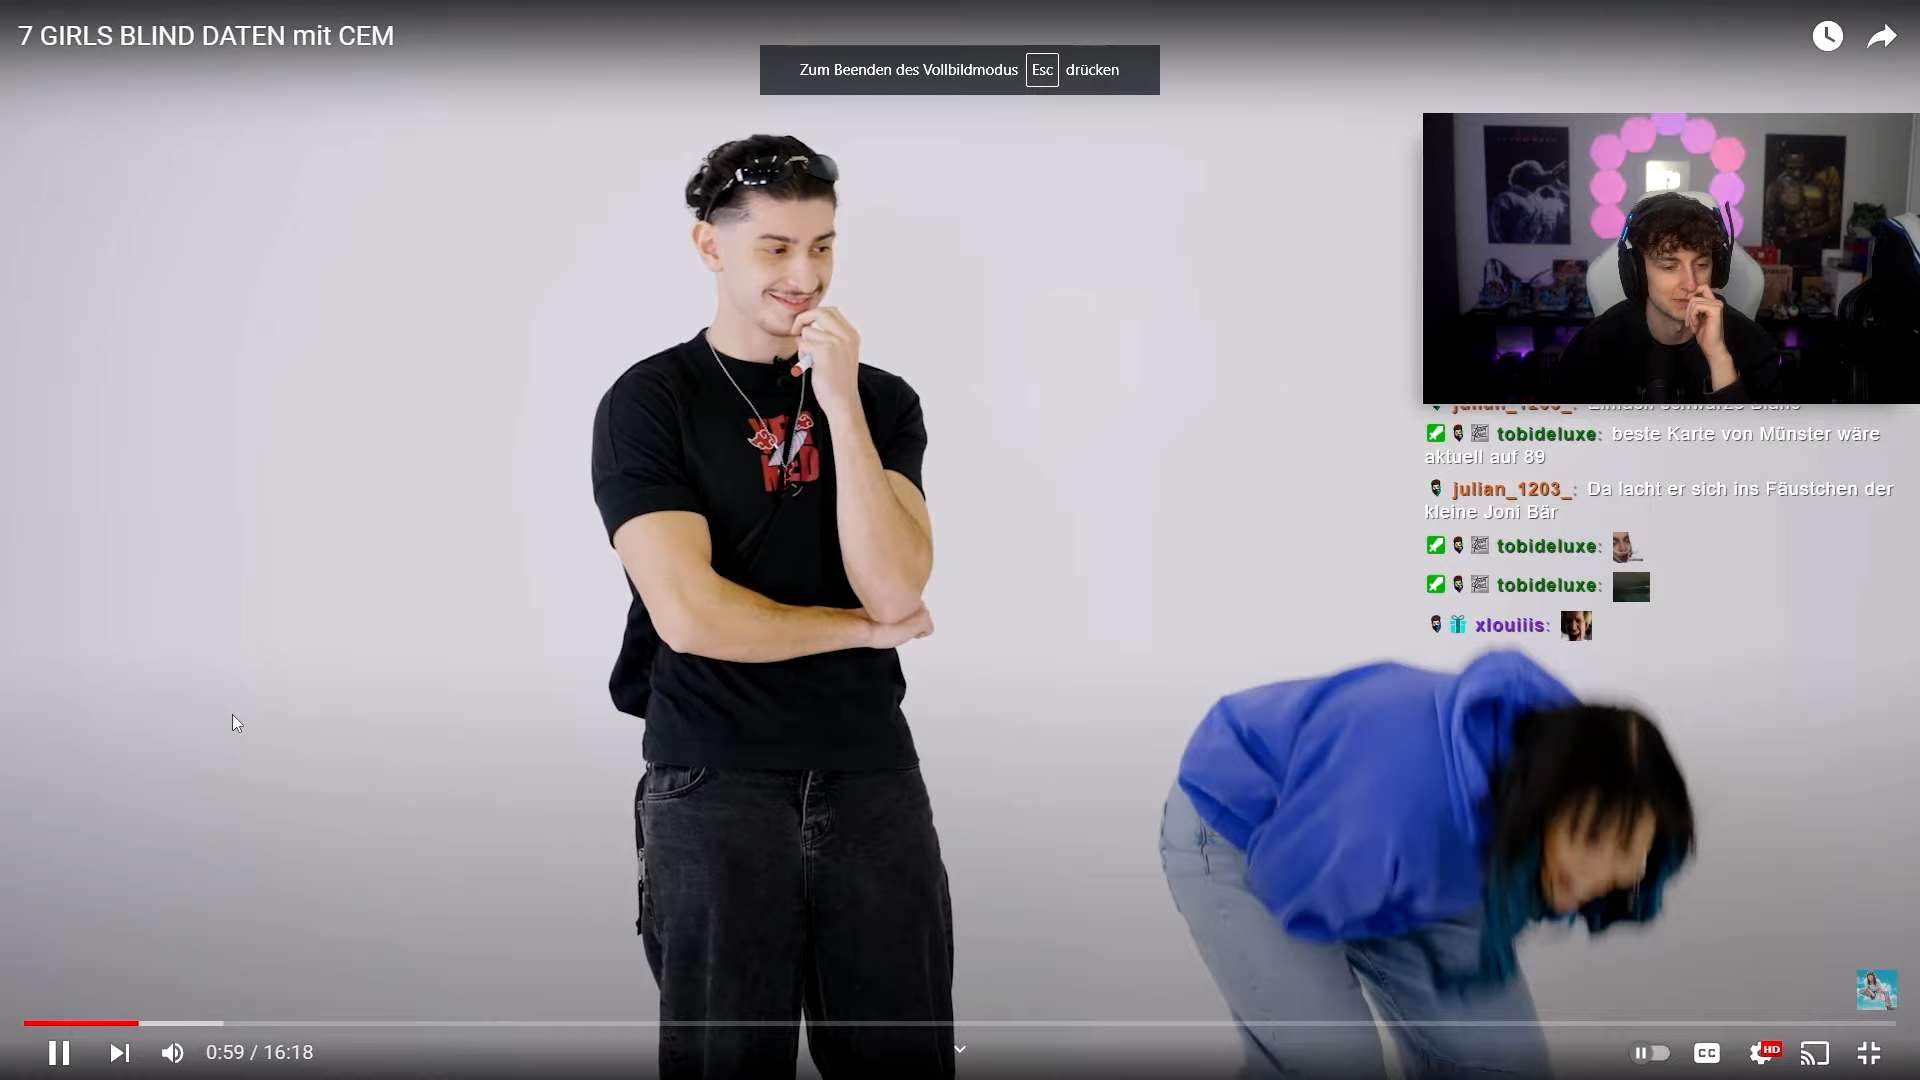 7 GIRLS BLIND DATEN mit CEM
Zum Beenden des Vollbildmodus Esc drücken
julian_1203_:
tobideluxe: beste Karte von Münster wäre
aktuell auf 89
julian_1203_: Da lacht er sich ins Fäustchen der
kleine Joni Bär
tobideluxe:
tobideluxe:
xlouiiis:
0:59 / 16:18
CC
HD